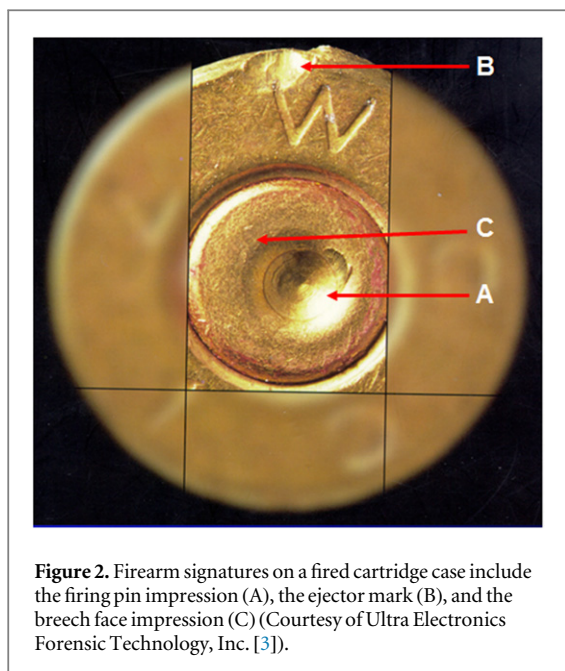 B
W
C
A
Figure 2. Firearm signatures on a fired cartridge case include
the firing pin impression (A), the ejector mark (B), and the
breech face impression (C) (Courtesy of Ultra Electronics
Forensic Technology, Inc. [3]).